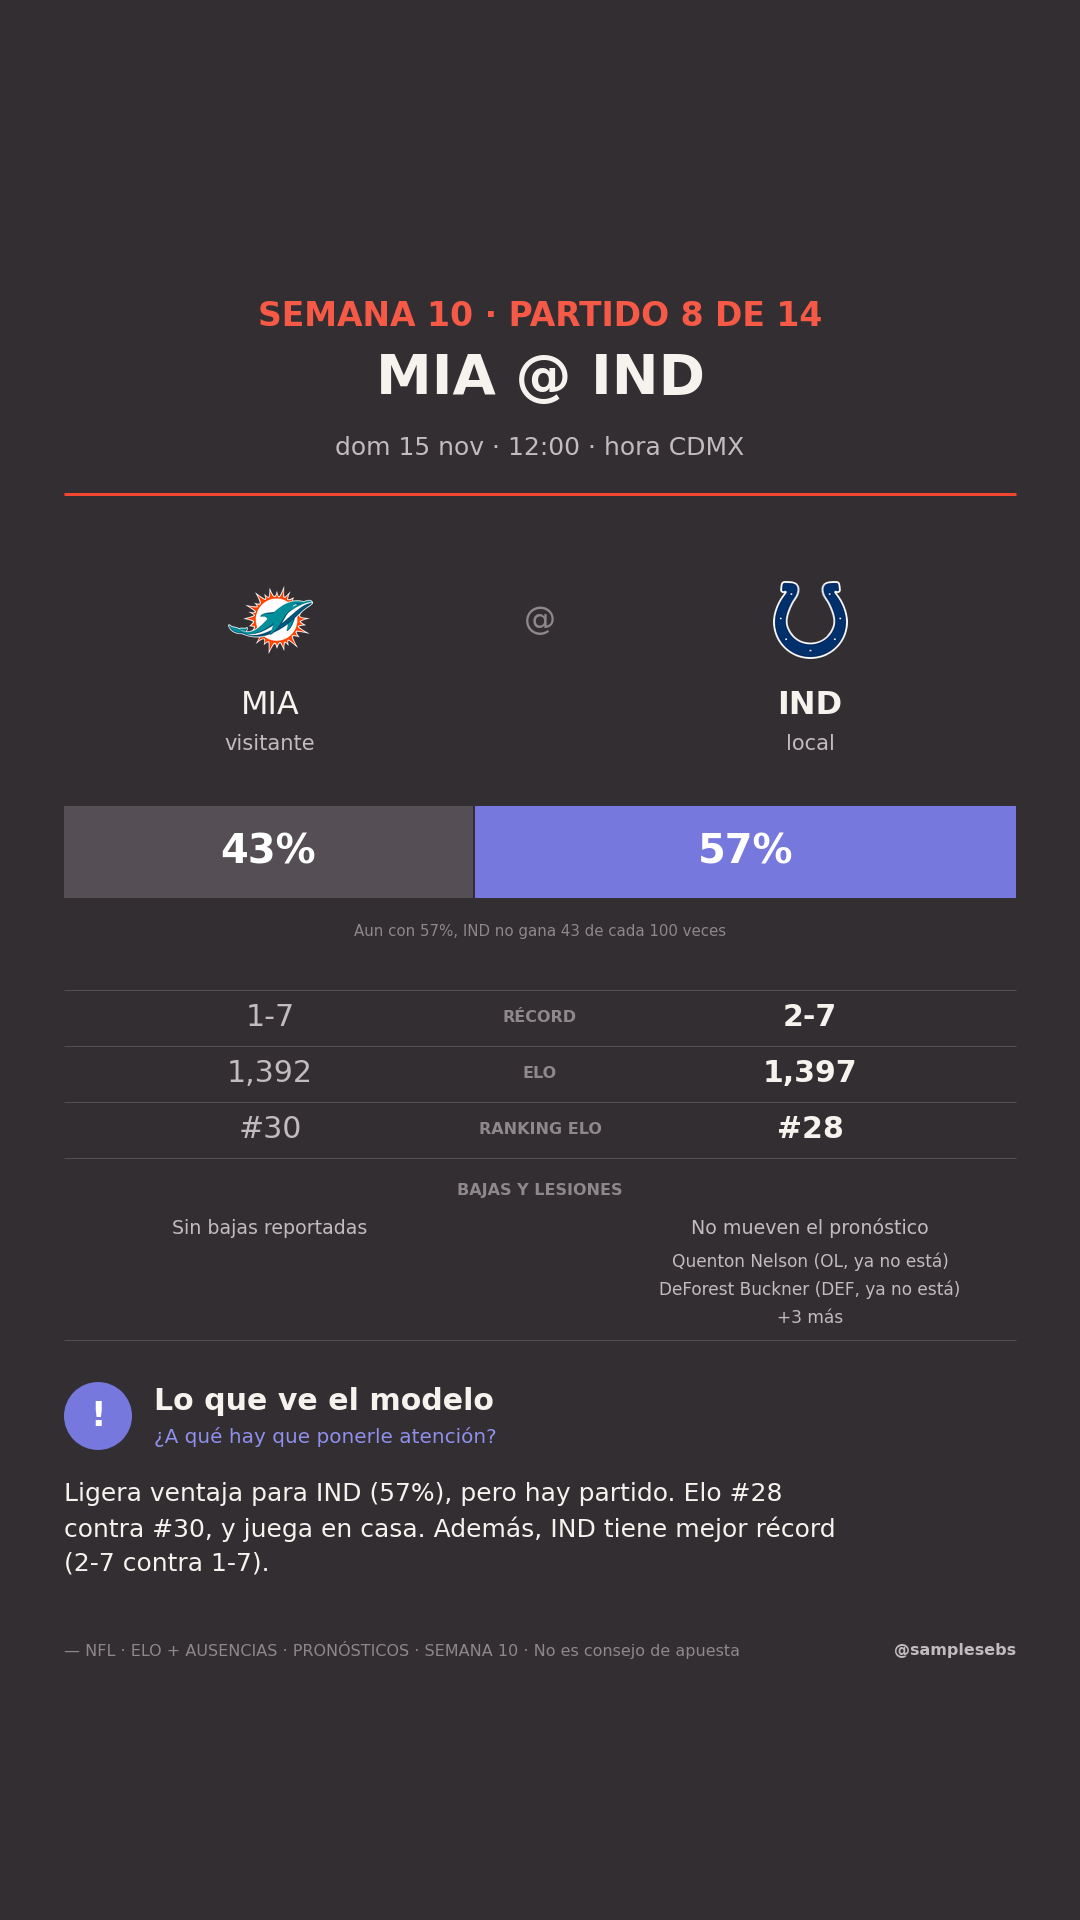 SEMANA 10 · PARTIDO 8 DE 14
MIA @ IND
dom 15 nov · 12:00 · hora CDMX
@
MIA
IND
visitante
local
43%
57%
Aun con 57%, IND no gana 43 de cada 100 veces
1-7 RÉCORD 2-7
1,392 ELO 1,397
#30 RANKING ELO #28
BAJAS Y LESIONES
Sin bajas reportadas
No mueven el pronóstico
Quenton Nelson (OL, ya no está)
DeForest Buckner (DEF, ya no está)
+3 más
!
Lo que ve el modelo
¿A qué hay que ponerle atención?
Ligera ventaja para IND (57%), pero hay partido. Elo #28
contra #30, y juega en casa. Además, IND tiene mejor récord
(2-7 contra 1-7).
— NFL · ELO + AUSENCIAS · PRONÓSTICOS · SEMANA 10 · No es consejo de apuesta
@samplesebs